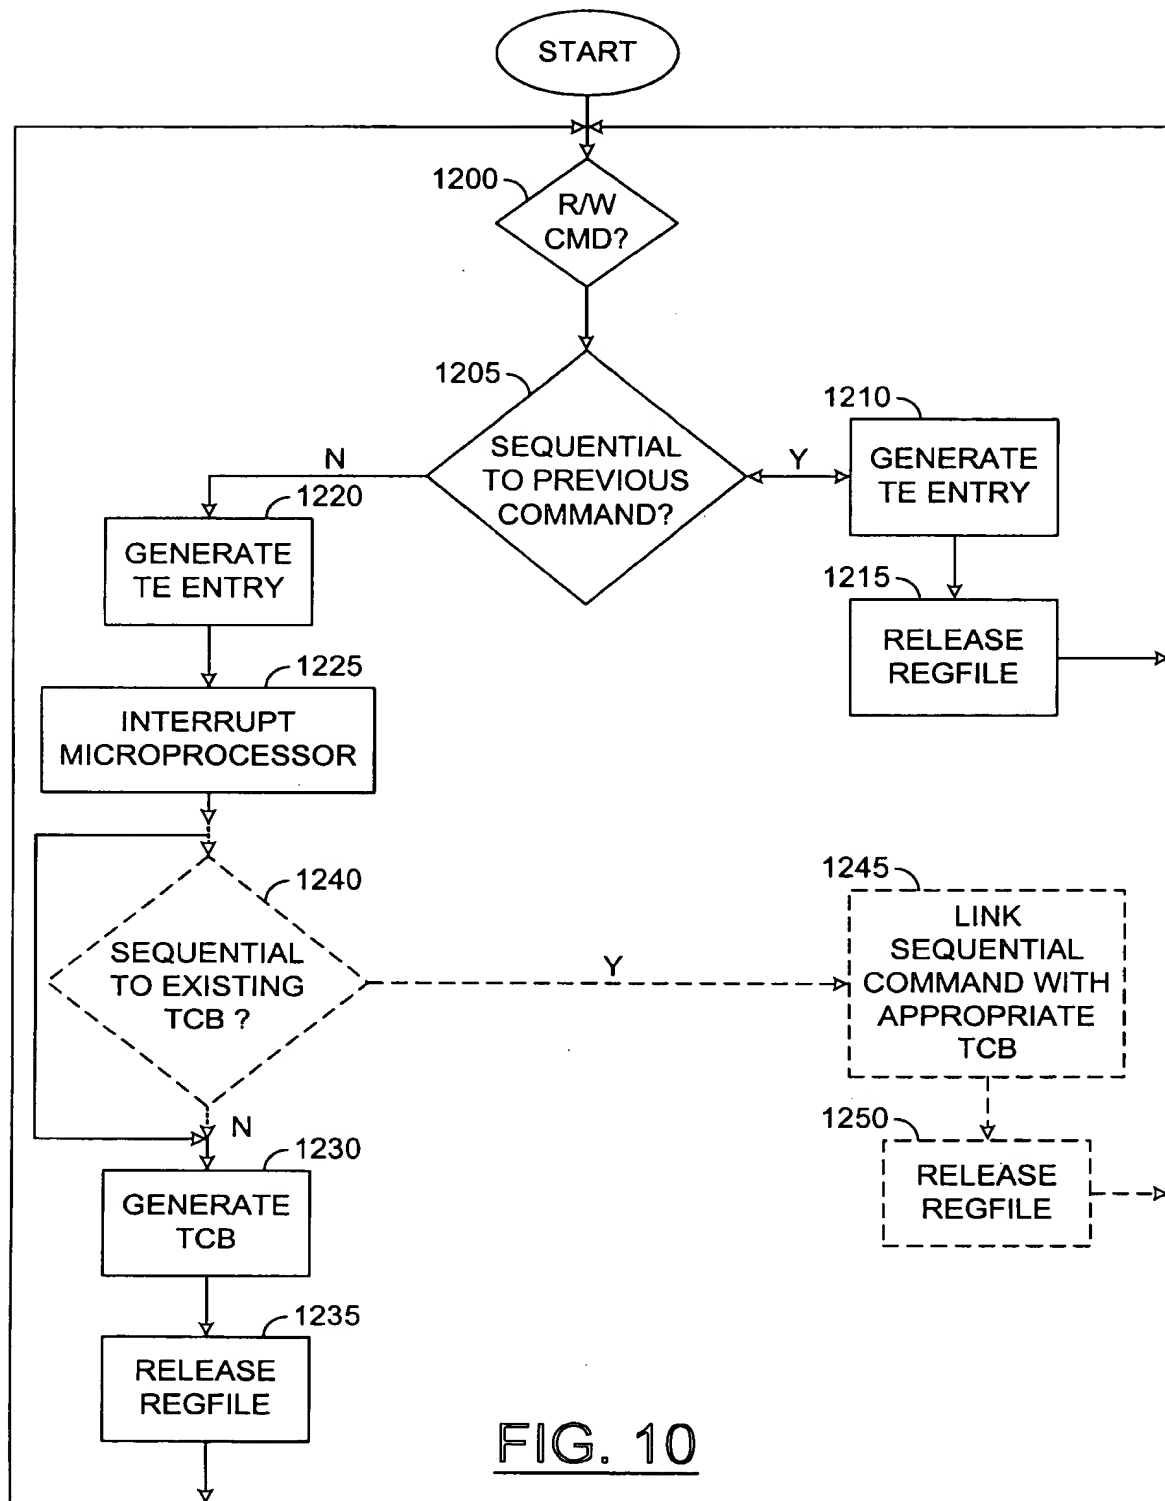 START
1200
R/W
CMD?
1205
SEQUENTIAL
TO PREVIOUS
COMMAND?
N
Y
1210
GENERATE
TE ENTRY
1215
RELEASE
REGFILE
1220
GENERATE
TE ENTRY
1225
INTERRUPT
MICROPROCESSOR
1240
SEQUENTIAL
TO EXISTING
TCB ?
Y
N
1245
LINK
SEQUENTIAL
COMMAND WITH
APPROPRIATE
TCB
1250
RELEASE
REGFILE
1230
GENERATE
TCB
1235
RELEASE
REGFILE
FIG. 10